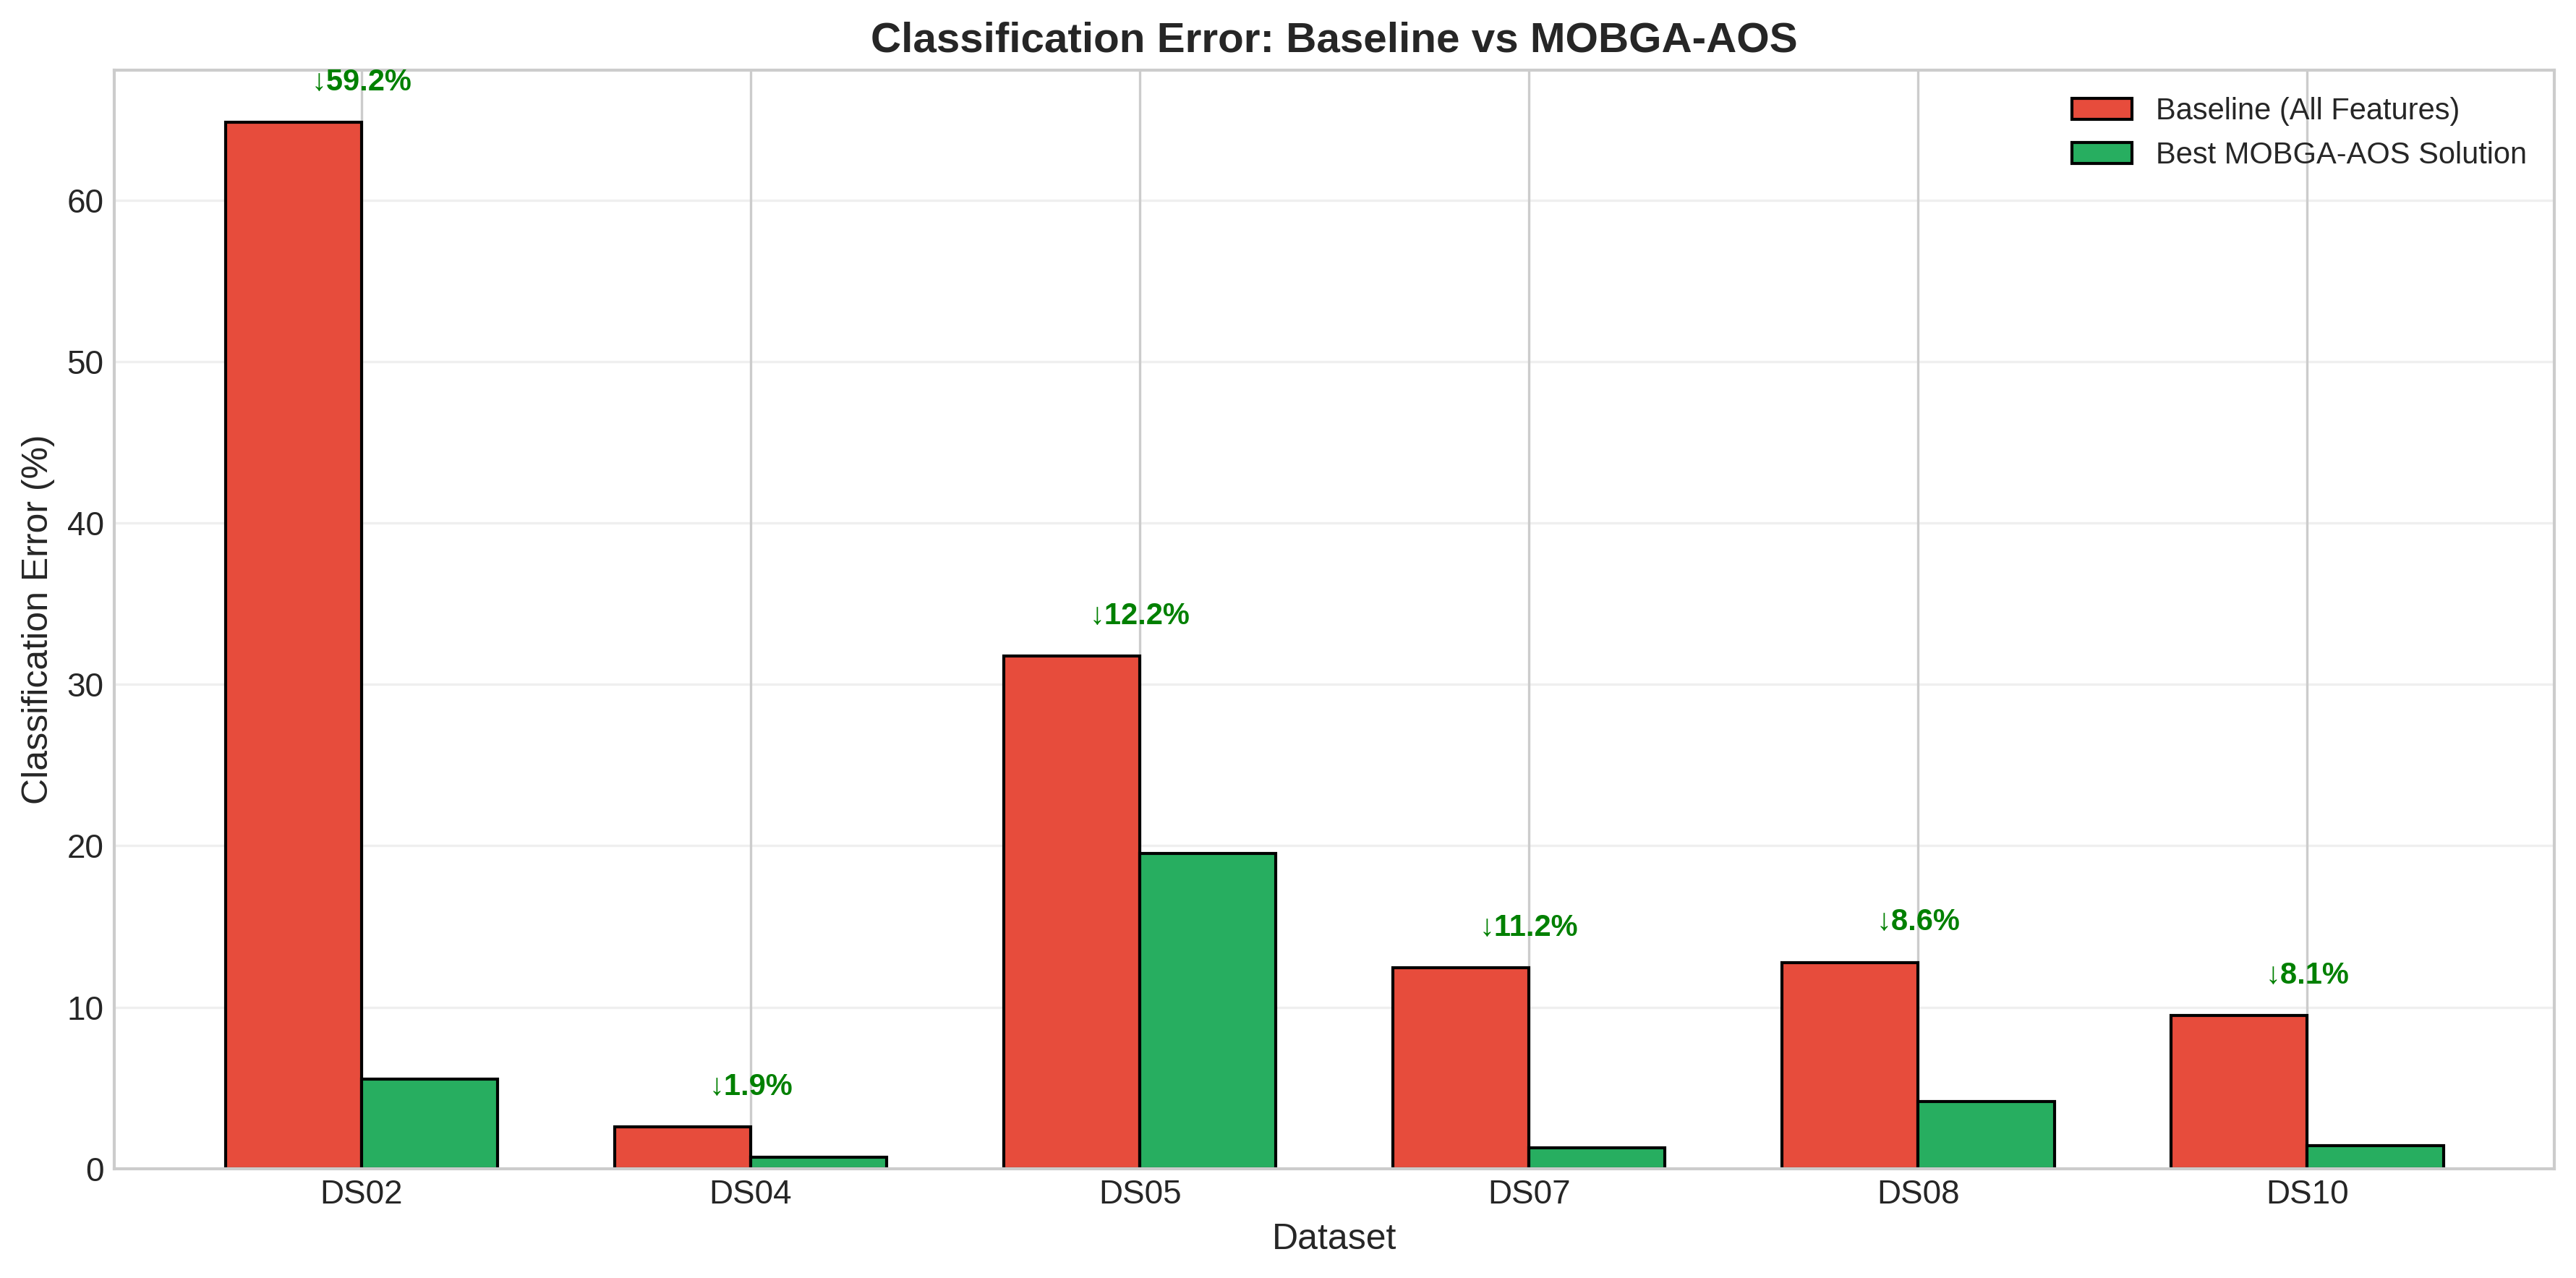 Classification Error: Baseline vs MOBGA-AOS
↓59.2%
Baseline (All Features)
Best MOBGA-AOS Solution
60
50
40
30
20
10
0
Classification Error (%)
↓12.2%
↓11.2%
↓8.6%
↓8.1%
↓1.9%
DS02 DS04 DS05 DS07 DS08 DS10
Dataset